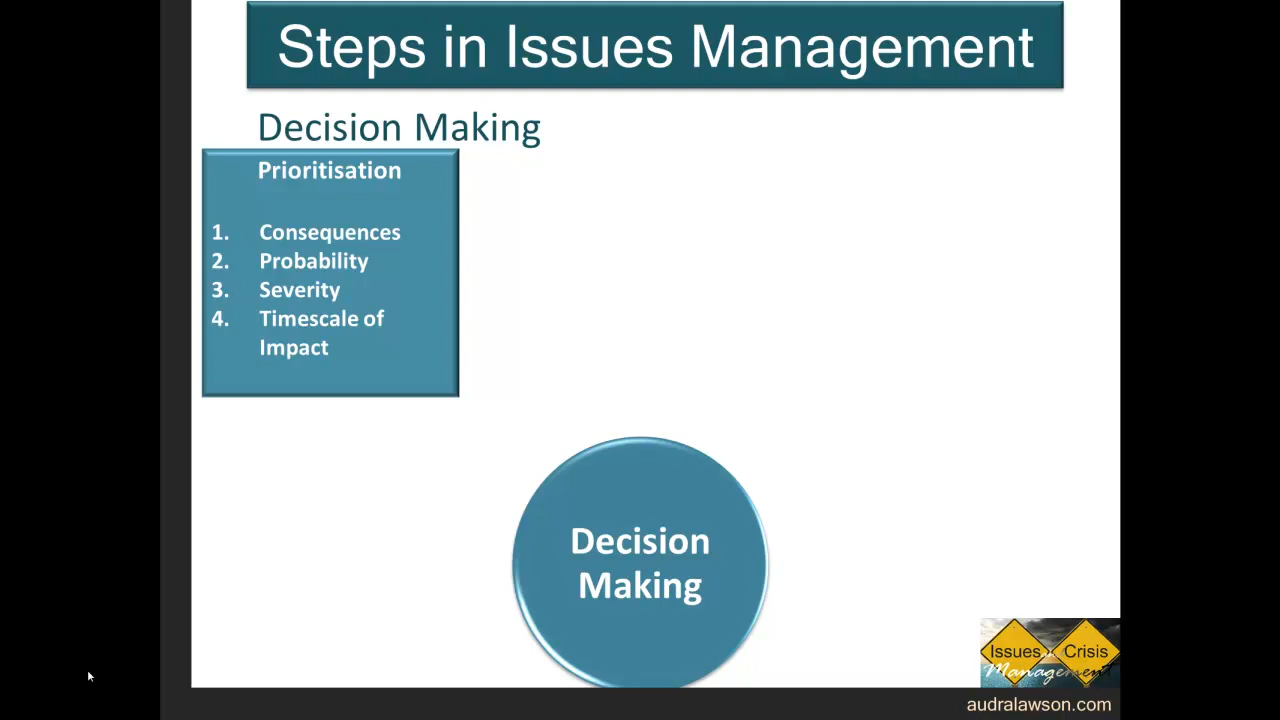 Steps in Issues Management
Decision Making
Prioritisation
1. Consequences
2. Probability
3. Severity
4. Timescale of
Impact
Decision
Making
Issues Crisis
Management
audralawson.com